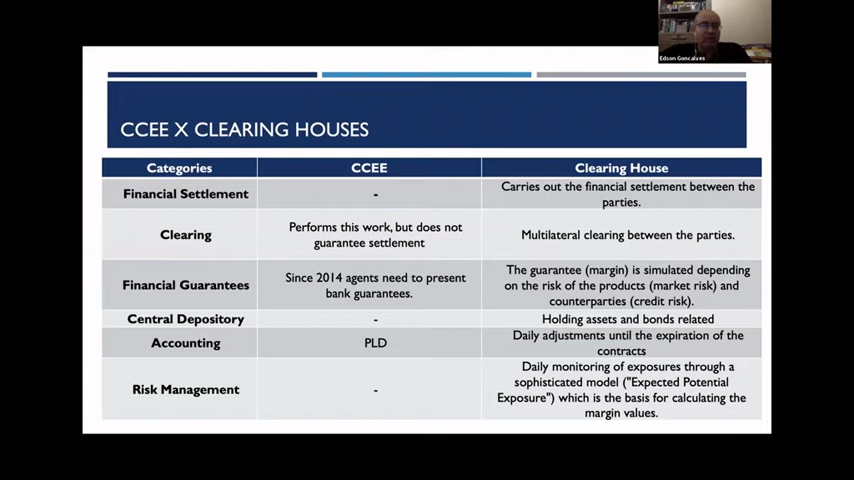 Edson Goncalves
CCEE X CLEARING HOUSES
Categories CCEE Clearing House
Financial Settlement - Carries out the financial settlement between the
parties.
Clearing Performs this work, but does not
guarantee settlement Multilateral clearing between the parties.
Financial Guarantees Since 2014 agents need to present
bank guarantees. The guarantee (margin) is simulated depending
on the risk of the products (market risk) and
counterparties (credit risk).
Central Depository - Holding assets and bonds related
Accounting PLD Daily adjustments until the expiration of the
contracts
Risk Management - Daily monitoring of exposures through a
sophisticated model ("Expected Potential
Exposure") which is the basis for calculating the
margin values.